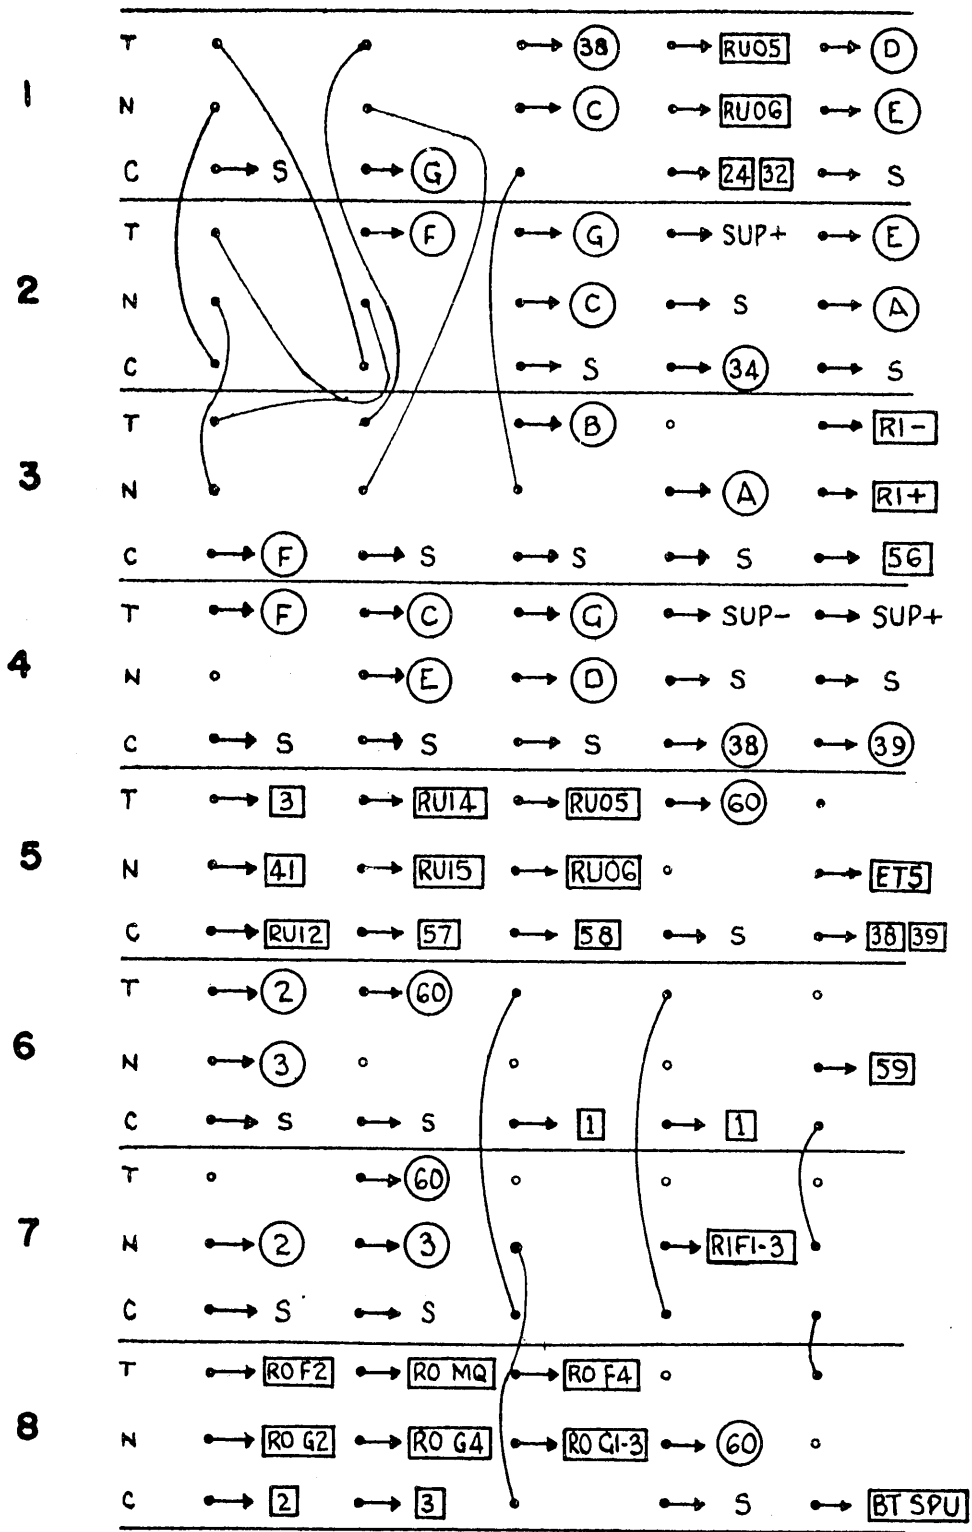 T 38 RU05 D
1 N C RU06 E
C S G 24 32 S
T F G SUP+ E
2 N C S A
C S 34 S
T B RI-
3 N A RI+
C F S S S 56
T F C G SUP- SUP+
4 N E D S S
C S S S 38 39
T 3 RU14 RU05 60
5 N 41 RU15 RU06 ET5
C RU12 57 58 S 38 39
T 2 60
6 N 3 59
C S S 1 1
T 60
7 N 2 3 RIF1-3
C S S
T RO F2 RO MQ RO F4
8 N RO G2 RO G4 RO G1-3 60
C 2 3 S BT SPU